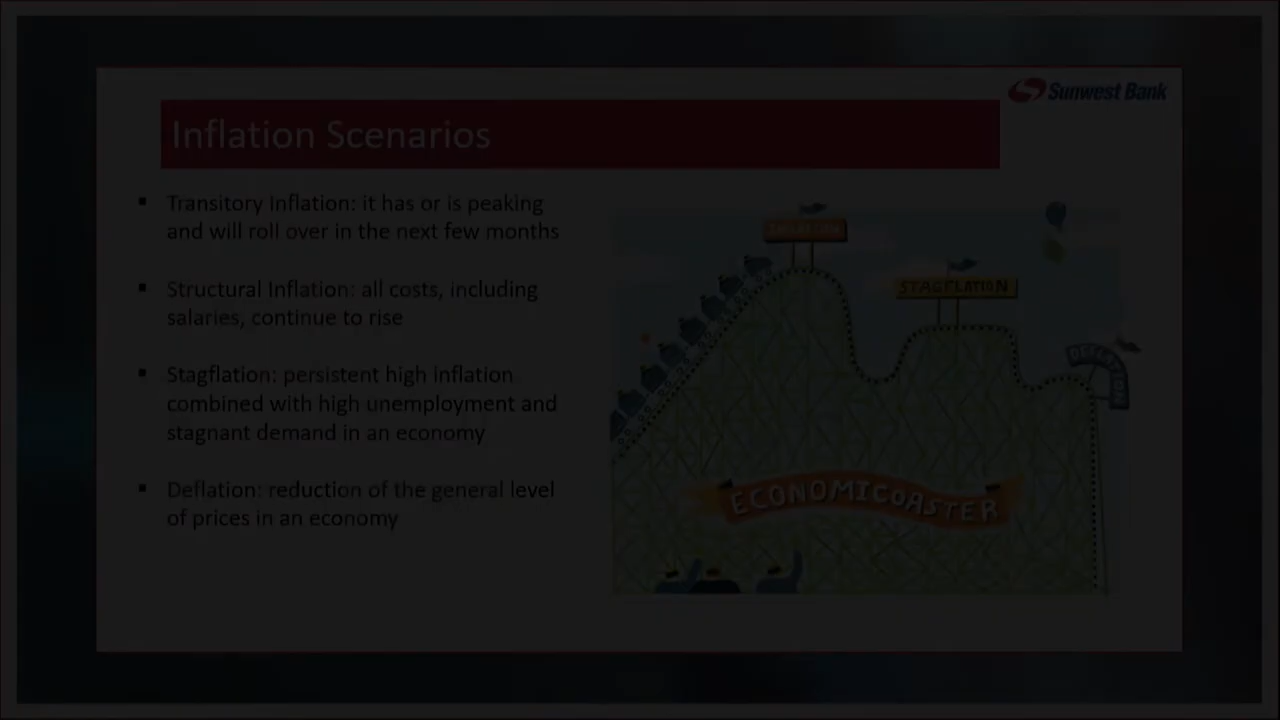 Sunwest Bank
Inflation Scenarios
▪ Transitory Inflation: it has or is peaking
and will roll over in the next few months
▪ Structural Inflation: all costs, including
salaries, continue to rise
▪ Stagflation: persistent high inflation
combined with high unemployment and
stagnant demand in an economy
▪ Deflation: reduction of the general level
of prices in an economy
INFLATION
STAGFLATION
DEFLATION
ECONOMICOASTER